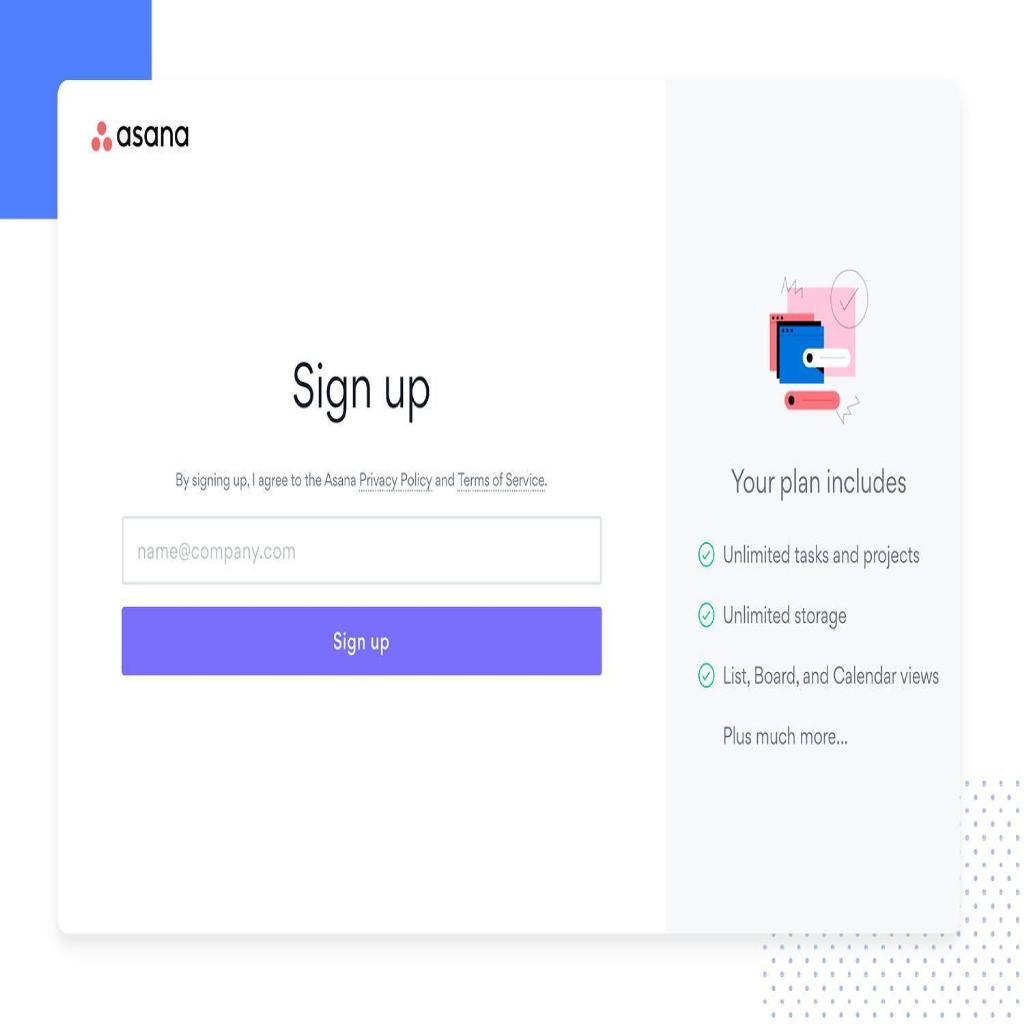 asana
Sign up
By signing up, I agree to the Asana Privacy Policy and Terms of Service.
name@company.com
Sign up
Your plan includes
Unlimited tasks and projects
Unlimited storage
List, Board, and Calendar views
Plus much more...